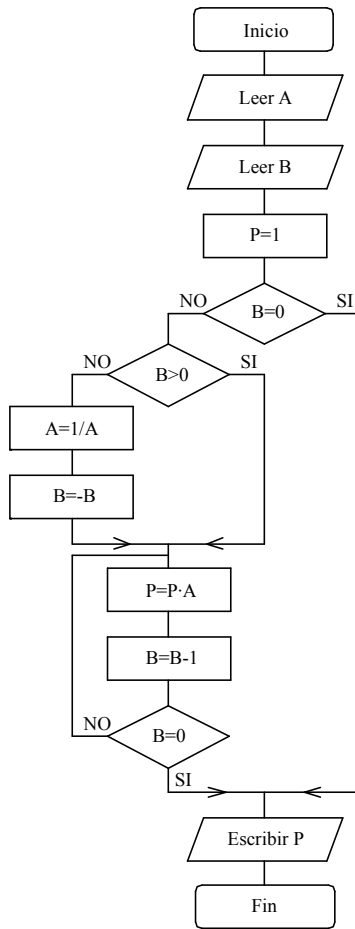 Inicio
Leer A
Leer B
P=1
NO
B=0
SI
NO
B>0
SI
A=1/A
B=-B
P=P·A
B=B-1
NO
B=0
SI
Escribir P
Fin